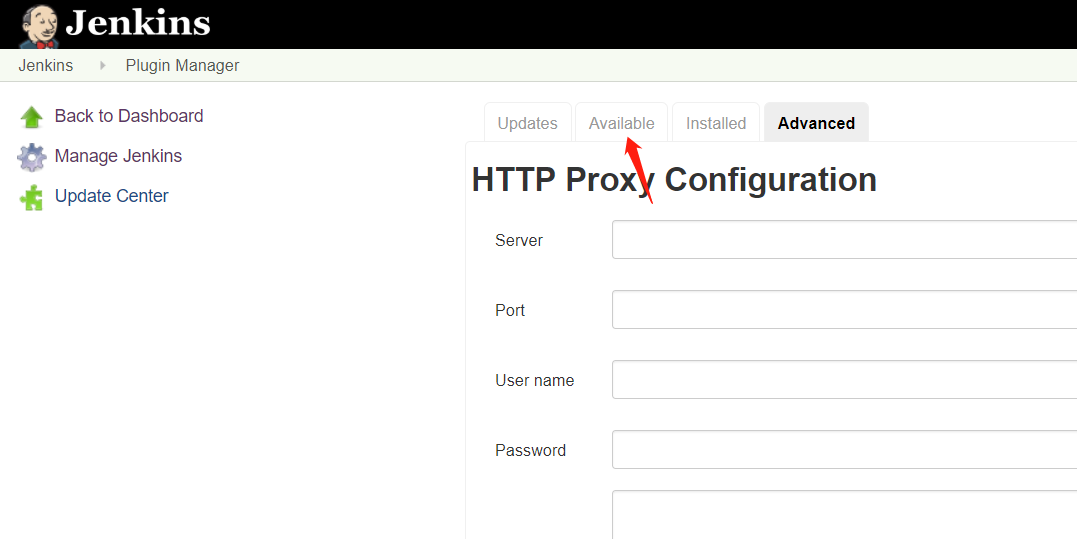 Jenkins
Jenkins Plugin Manager
Back to Dashboard
Manage Jenkins
Update Center
Updates Available Installed Advanced
HTTP Proxy Configuration
Server
Port
User name
Password